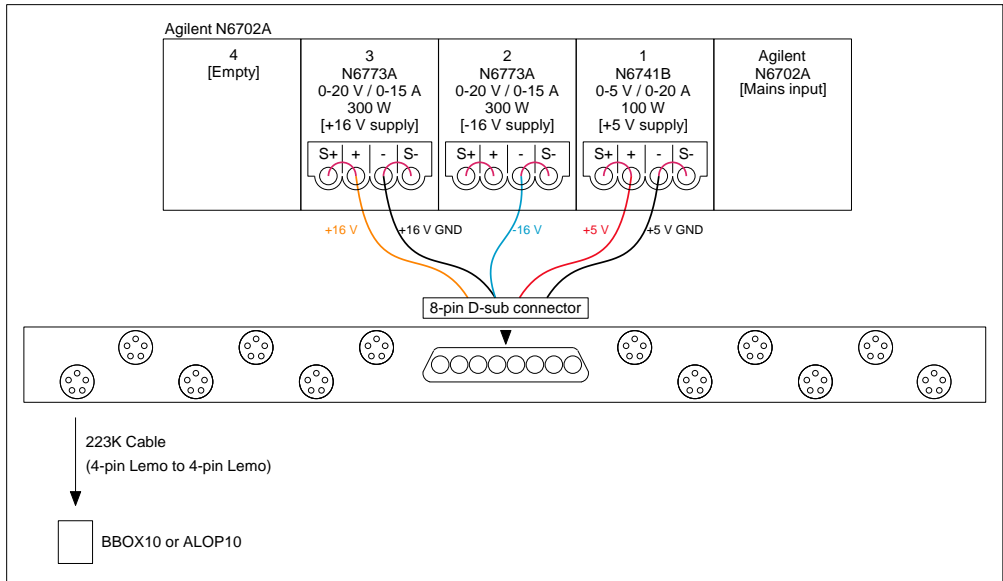 Agilent N6702A
4
[Empty]
3
N6773A
0-20 V / 0-15 A
300 W
[+16 V supply]
2
N6773A
0-20 V / 0-15 A
300 W
[-16 V supply]
1
N6741B
0-5 V / 0-20 A
100 W
[+5 V supply]
Agilent
N6702A
[Mains input]
S+ + - S-
S+ + - S-
S+ + - S-
+16 V
+16 V GND
-16 V
+5 V
+5 V GND
8-pin D-sub connector
223K Cable
(4-pin Lemo to 4-pin Lemo)
BBOX10 or ALOP10